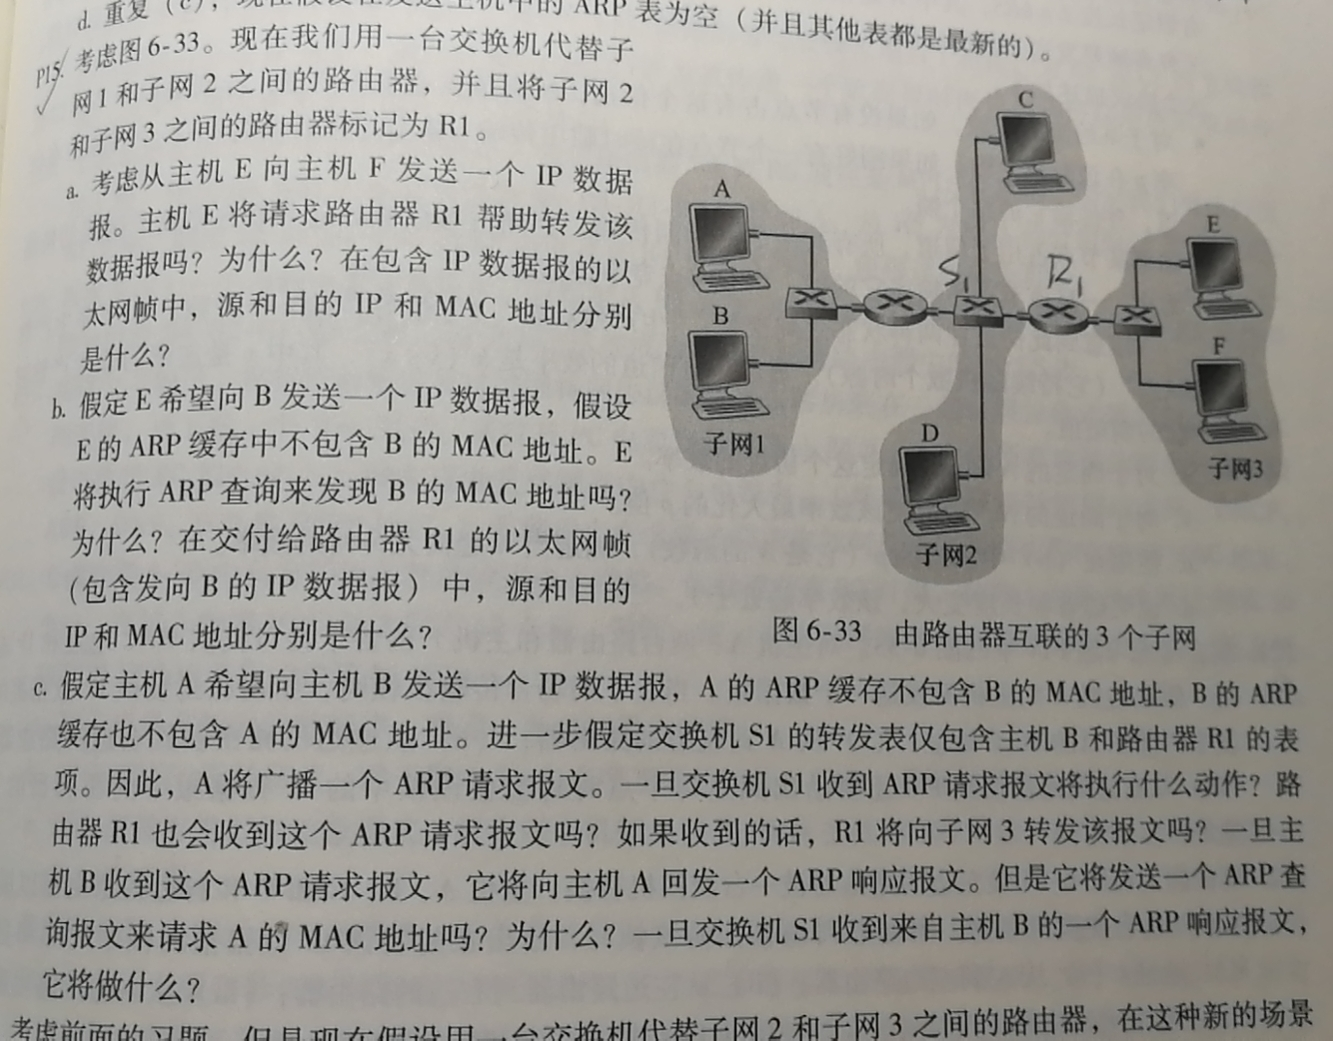 d. 重复（c），现在假设在发送主机中的 ARP 表为空（并且其他表都是最新的）。
P15. 考虑图 6-33。现在我们用一台交换机代替子
网 1 和子网 2 之间的路由器，并且将子网 2
和子网 3 之间的路由器标记为 R1。
a. 考虑从主机 E 向主机 F 发送一个 IP 数据
报。主机 E 将请求路由器 R1 帮助转发该
数据报吗？为什么？在包含 IP 数据报的以
太网帧中，源和目的 IP 和 MAC 地址分别
是什么？
b. 假定 E 希望向 B 发送一个 IP 数据报，假设
E 的 ARP 缓存中不包含 B 的 MAC 地址。E
将执行 ARP 查询来发现 B 的 MAC 地址吗？
为什么？在交付给路由器 R1 的以太网帧
（包含发向 B 的 IP 数据报）中，源和目的
IP 和 MAC 地址分别是什么？
A
B
子网1
C
S1
R1
D
子网2
E
F
子网3
图 6-33 由路由器互联的 3 个子网
c. 假定主机 A 希望向主机 B 发送一个 IP 数据报，A 的 ARP 缓存不包含 B 的 MAC 地址，B 的 ARP
缓存也不包含 A 的 MAC 地址。进一步假定交换机 S1 的转发表仅包含主机 B 和路由器 R1 的表
项。因此，A 将广播一个 ARP 请求报文。一旦交换机 S1 收到 ARP 请求报文将执行什么动作？路
由器 R1 也会收到这个 ARP 请求报文吗？如果收到的话，R1 将向子网 3 转发该报文吗？一旦主
机 B 收到这个 ARP 请求报文，它将向主机 A 回发一个 ARP 响应报文。但是它将发送一个 ARP 查
询报文来请求 A 的 MAC 地址吗？为什么？一旦交换机 S1 收到来自主机 B 的一个 ARP 响应报文，
它将做什么？
考虑前面的习题，但是现在假设用一台交换机代替子网 2 和子网 3 之间的路由器，在这种新的场景